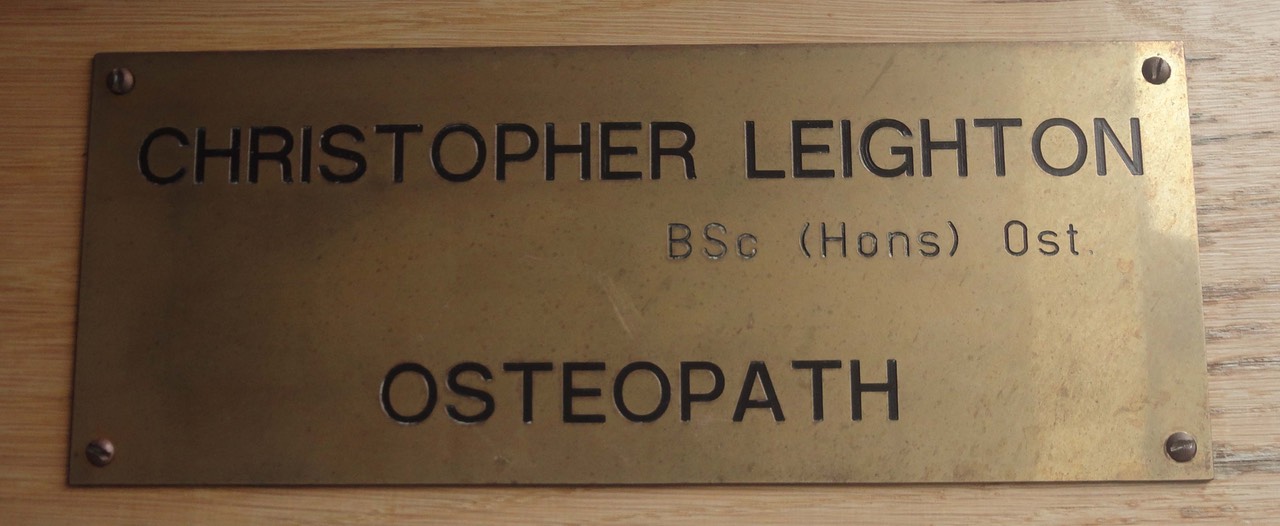 CHRISTOPHER LEIGHTON
BSc (Hons) Ost.
OSTEOPATH